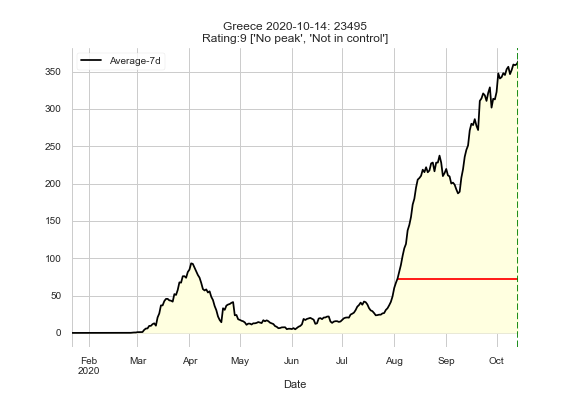 Greece 2020-10-14: 23495
Rating:9 ['No peak', 'Not in control']
Average-7d
350
300
250
200
150
100
50
0
Feb Mar Apr May Jun Jul Aug Sep Oct
2020
Date